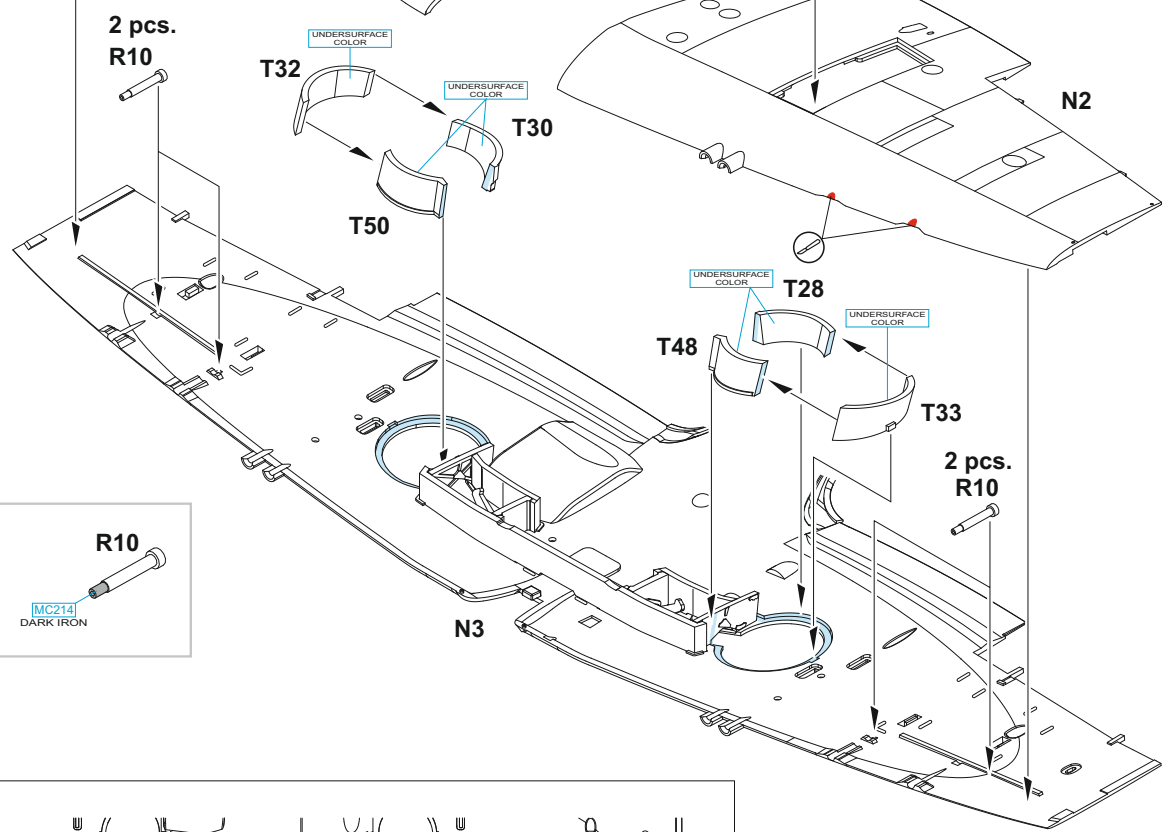 2 pcs.
R10
UNDERSURFACE
COLOR
T32
UNDERSURFACE
COLOR
T30
T50
N2
UNDERSURFACE
COLOR
T28
UNDERSURFACE
COLOR
T48
T33
2 pcs.
R10
R10
MC214
DARK IRON
N3